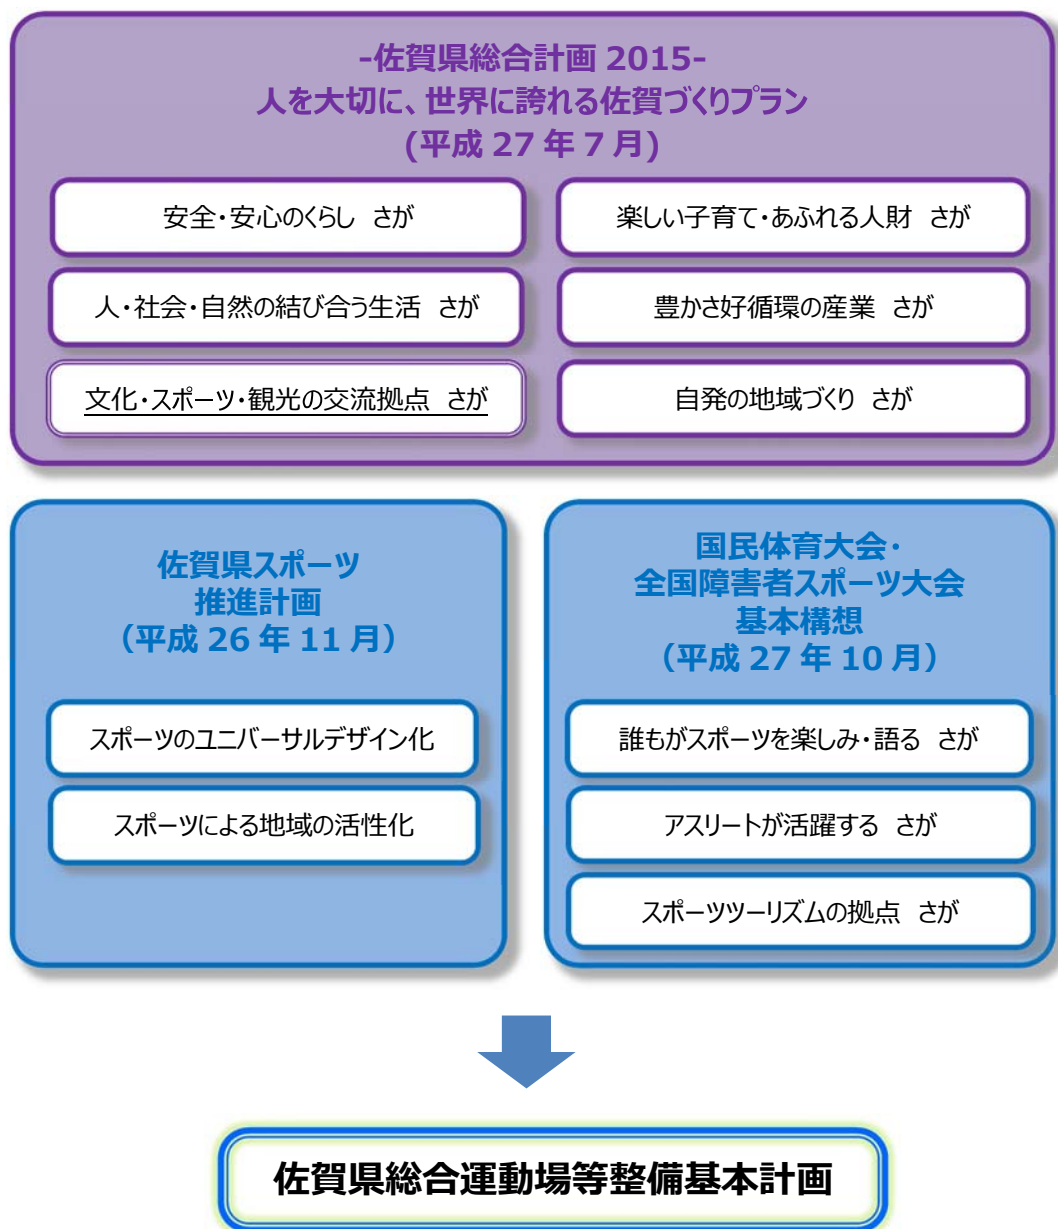 -佐賀県総合計画 2015-
人を大切に、世界に誇れる佐賀づくりプラン
(平成 27 年 7 月)
安全・安心のくらし さが
楽しい子育て・あふれる人財 さが
人・社会・自然の結び合う生活 さが
豊かさ好循環の産業 さが
文化・スポーツ・観光の交流拠点 さが
自発の地域づくり さが
佐賀県スポーツ
推進計画
（平成 26 年 11 月）
スポーツのユニバーサルデザイン化
スポーツによる地域の活性化
国民体育大会・
全国障害者スポーツ大会
基本構想
（平成 27 年 10 月）
誰もがスポーツを楽しみ・語る さが
アスリートが活躍する さが
スポーツツーリズムの拠点 さが
佐賀県総合運動場等整備基本計画